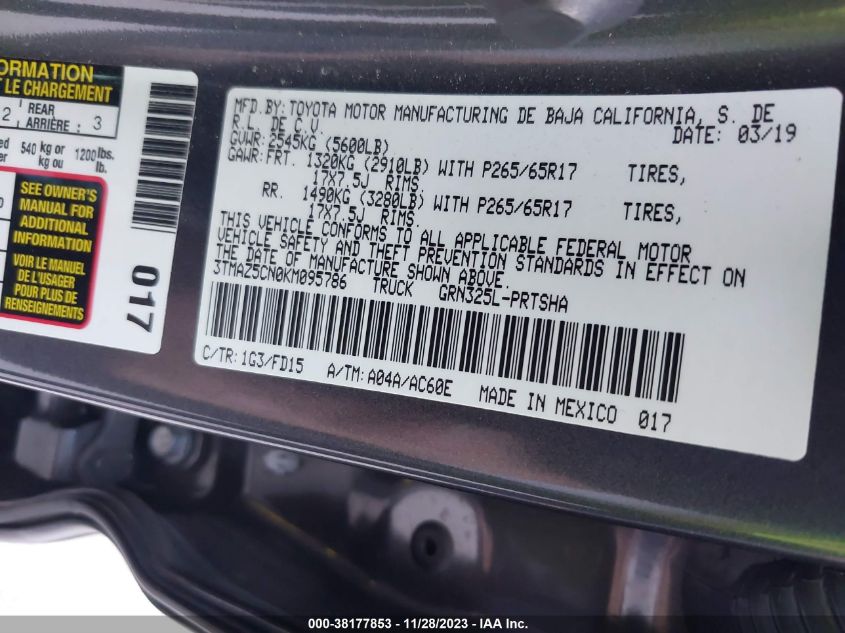 ORMATION
T LE CHARGEMENT
2 REAR ARRIÈRE : 3
540 kg or kg ou 1200 lbs. lb.
SEE OWNER'S
MANUAL FOR
ADDITIONAL
INFORMATION
VOIR LE MANUEL
DE L'USAGER
POUR PLUS DE
RENSEIGNEMENTS
017
MFD.BY:TOYOTA MOTOR MANUFACTURING DE BAJA CALIFORNIA, S. DE
R.L. DE C.V. DATE: 03/19
GVWR:2545KG (5600LB)
GAWR:FRT. 1320KG (2910LB) WITH P265/65R17 TIRES,
17X7.5J RIMS.
RR. 1490KG (3280LB) WITH P265/65R17 TIRES,
17X7.5J RIMS.
THIS VEHICLE CONFORMS TO ALL APPLICABLE FEDERAL MOTOR
VEHICLE SAFETY AND THEFT PREVENTION STANDARDS IN EFFECT ON
THE DATE OF MANUFACTURE SHOWN ABOVE.
3TMAZ5CN0KM095786 TRUCK GRN325L-PRTSHA
C/TR:1G3/FD15 A/TM:A04A/AC60E MADE IN MEXICO 017
000-38177853 - 11/28/2023 - IAA Inc.